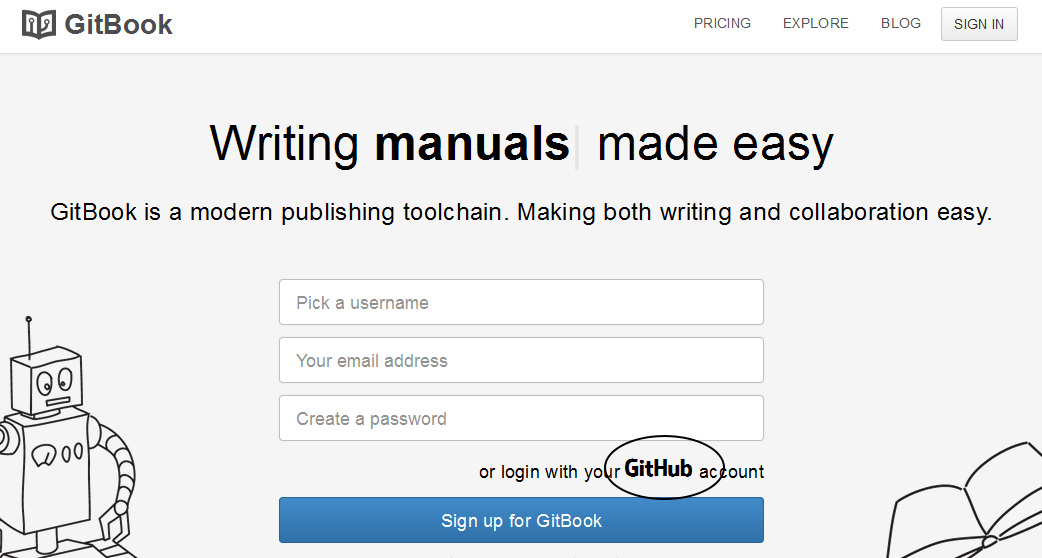 GitBook
PRICING EXPLORE BLOG SIGN IN
Writing manuals made easy
GitBook is a modern publishing toolchain. Making both writing and collaboration easy.
Pick a username
Your email address
Create a password
or login with your GitHub account
Sign up for GitBook